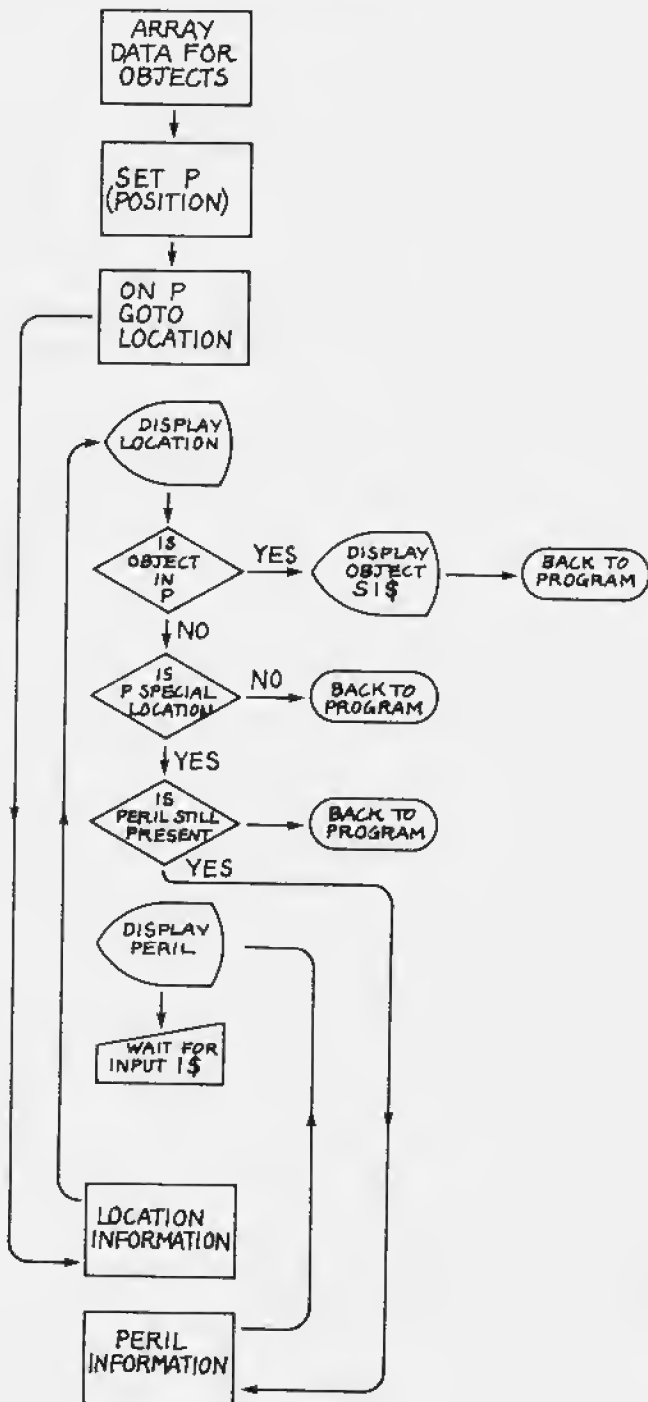 ARRAY
DATA FOR
OBJECTS
SET P
(POSITION)
ON P
GOTO
LOCATION
DISPLAY
LOCATION
IS
OBJECT
IN
P
YES
DISPLAY
OBJECT
S1$
BACK TO
PROGRAM
NO
IS
P SPECIAL
LOCATION
NO
BACK TO
PROGRAM
YES
IS
PERIL STILL
PRESENT
BACK TO
PROGRAM
YES
DISPLAY
PERIL
WAIT FOR
INPUT I$
LOCATION
INFORMATION
PERIL
INFORMATION